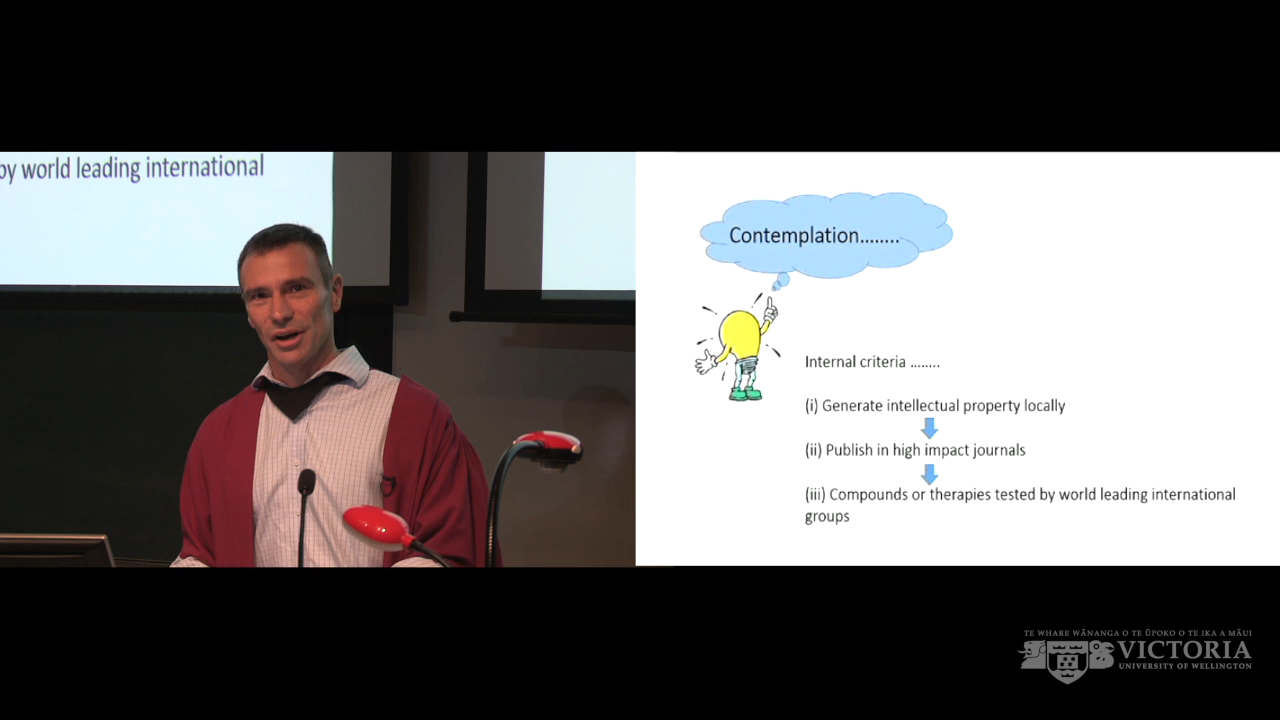 by world leading international
Contemplation........
Internal criteria ........
(i) Generate intellectual property locally
(ii) Publish in high impact journals
(iii) Compounds or therapies tested by world leading international
groups
TE WHARE WĀNANGA O TE ŪPOKO O TE IKA A MĀUI
VICTORIA
UNIVERSITY OF WELLINGTON